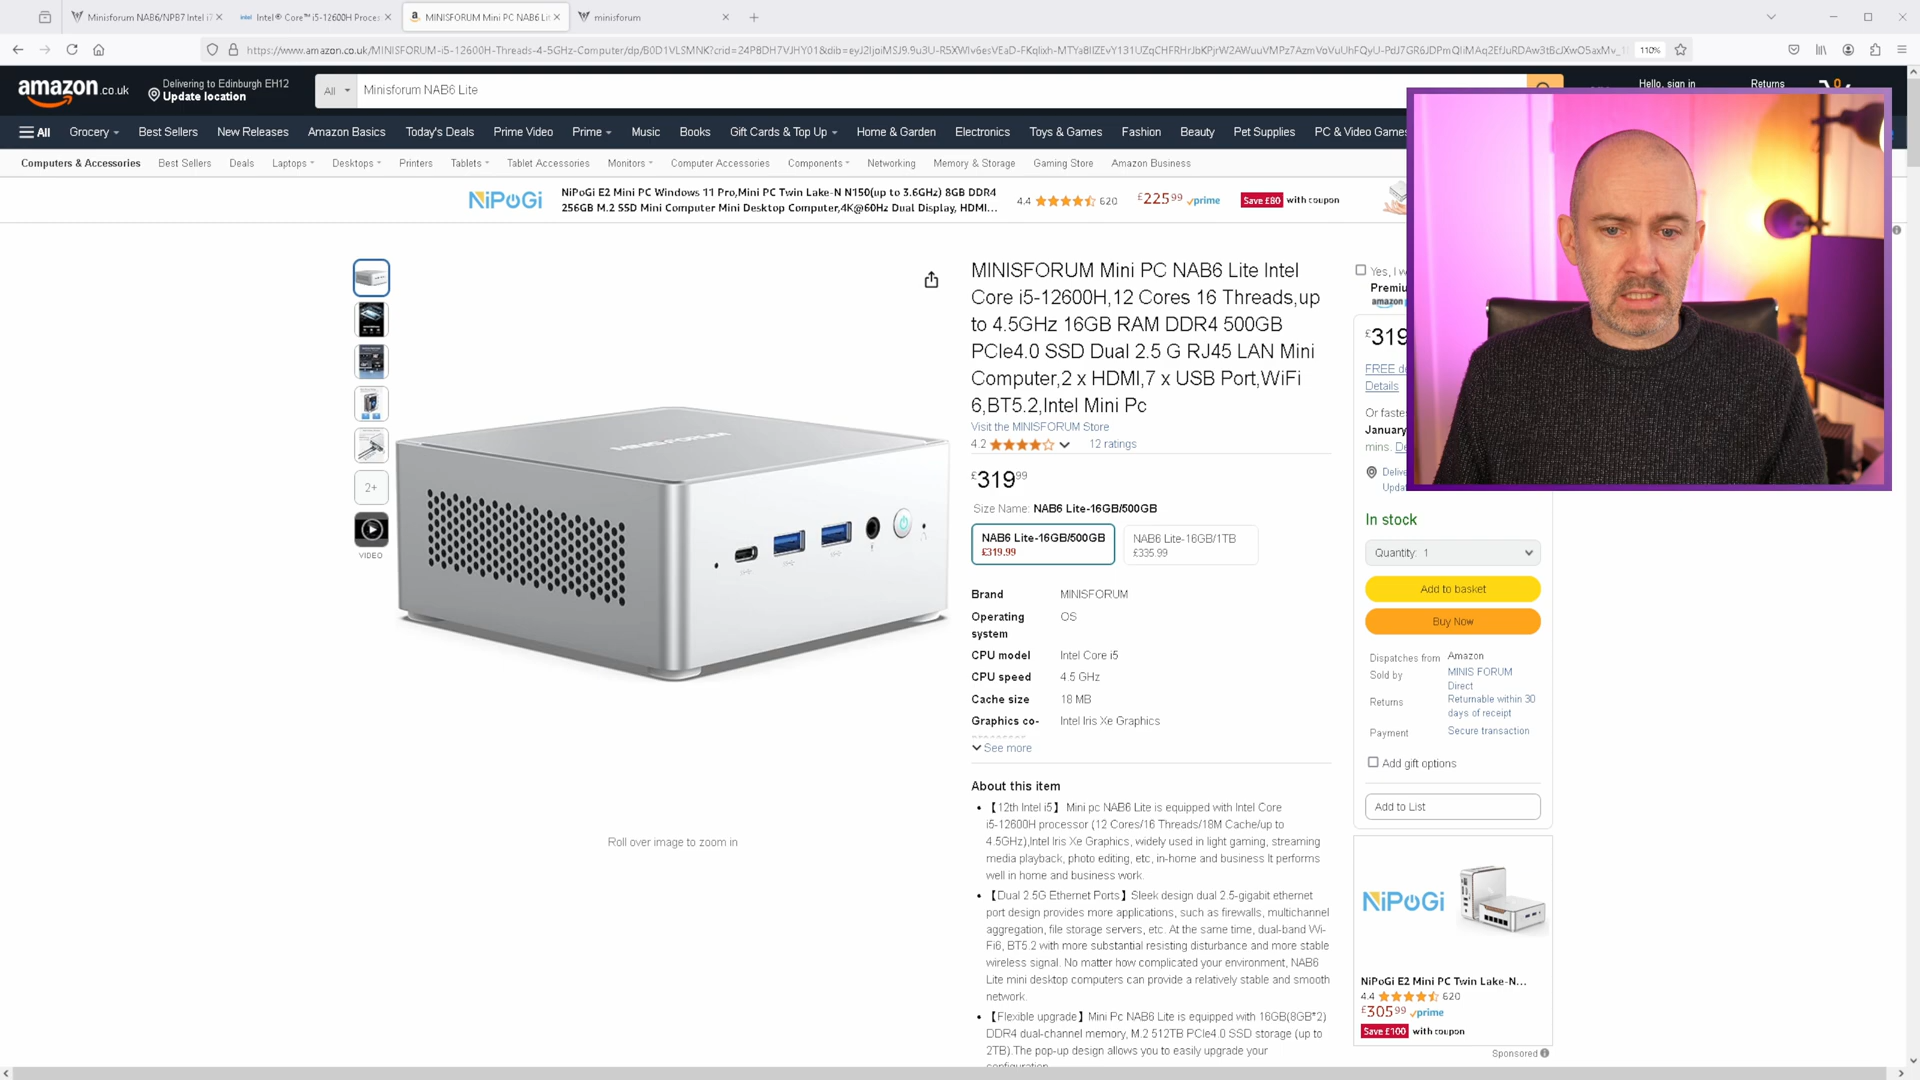 Minisforum NAB6/NPB7 Intel i7
Intel® Core™ i5-12600H Proces
MINISFORUM Mini PC NAB6 Lit
minisforum
110%
amazon.co.uk
Delivering to Edinburgh EH12
Update location
All
Minisforum NAB6 Lite
Hello, sign in
Returns
0
All
Grocery
Best Sellers
New Releases
Amazon Basics
Today's Deals
Prime Video
Prime
Music
Books
Gift Cards & Top Up
Home & Garden
Electronics
Toys & Games
Fashion
Beauty
Pet Supplies
PC & Video Games
Computers & Accessories
Best Sellers
Deals
Laptops
Desktops
Printers
Tablets
Tablet Accessories
Monitors
Computer Accessories
Components
Networking
Memory & Storage
Gaming Store
Amazon Business
NiPoGi
NiPoGi E2 Mini PC Windows 11 Pro,Mini PC Twin Lake-N N150(up to 3.6GHz) 8GB DDR4
256GB M.2 SSD Mini Computer Mini Desktop Computer,4K@60Hz Dual Display, HDMI...
4.4
620
£225.99
prime
Save £80 with coupon
2+
VIDEO
MINISFORUM
Roll over image to zoom in
MINISFORUM Mini PC NAB6 Lite Intel
Core i5-12600H,12 Cores 16 Threads,up
to 4.5GHz 16GB RAM DDR4 500GB
PCIe4.0 SSD Dual 2.5 G RJ45 LAN Mini
Computer,2 x HDMI,7 x USB Port,WiFi
6,BT5.2,Intel Mini Pc
Visit the MINISFORUM Store
4.2
12 ratings
£319.99
Size Name: NAB6 Lite-16GB/500GB
NAB6 Lite-16GB/500GB
£319.99
NAB6 Lite-16GB/1TB
£335.99
Brand MINISFORUM
Operating system OS
CPU model Intel Core i5
CPU speed 4.5 GHz
Cache size 18 MB
Graphics co- Intel Iris Xe Graphics
See more
About this item
【12th Intel i5】 Mini pc NAB6 Lite is equipped with Intel Core
i5-12600H processor (12 Cores/16 Threads/18M Cache/up to
4.5GHz),Intel Iris Xe Graphics, widely used in light gaming, streaming
media playback, photo editing, etc, in-home and business It performs
well in home and business work.
【Dual 2.5G Ethernet Ports】Sleek design dual 2.5-gigabit ethernet
port design provides more applications, such as firewalls, multichannel
aggregation, file storage servers, etc. At the same time, dual-band Wi-
Fi6, BT5.2 with more substantial resisting disturbance and more stable
wireless signal. No matter how complicated your environment, NAB6
Lite mini desktop computers can provide a relatively stable and smooth
network.
【Flexible upgrade】Mini Pc NAB6 Lite is equipped with 16GB(8GB*2)
DDR4 dual-channel memory, M.2 512TB PCIe4.0 SSD storage (up to
2TB).The pop-up design allows you to easily upgrade your
configuration
Yes, I w
Premiu
amazon
£319
FREE de
Details
Or faste
January
mins. De
Delive
Updat
In stock
Quantity: 1
Add to basket
Buy Now
Dispatches from Amazon
Sold by MINIS FORUM
Direct
Returns Returnable within 30
days of receipt
Payment Secure transaction
Add gift options
Add to List
NiPoGi
NiPoGi E2 Mini PC Twin Lake-N...
4.4
620
£305.99 prime
Save £100 with coupon
Sponsored